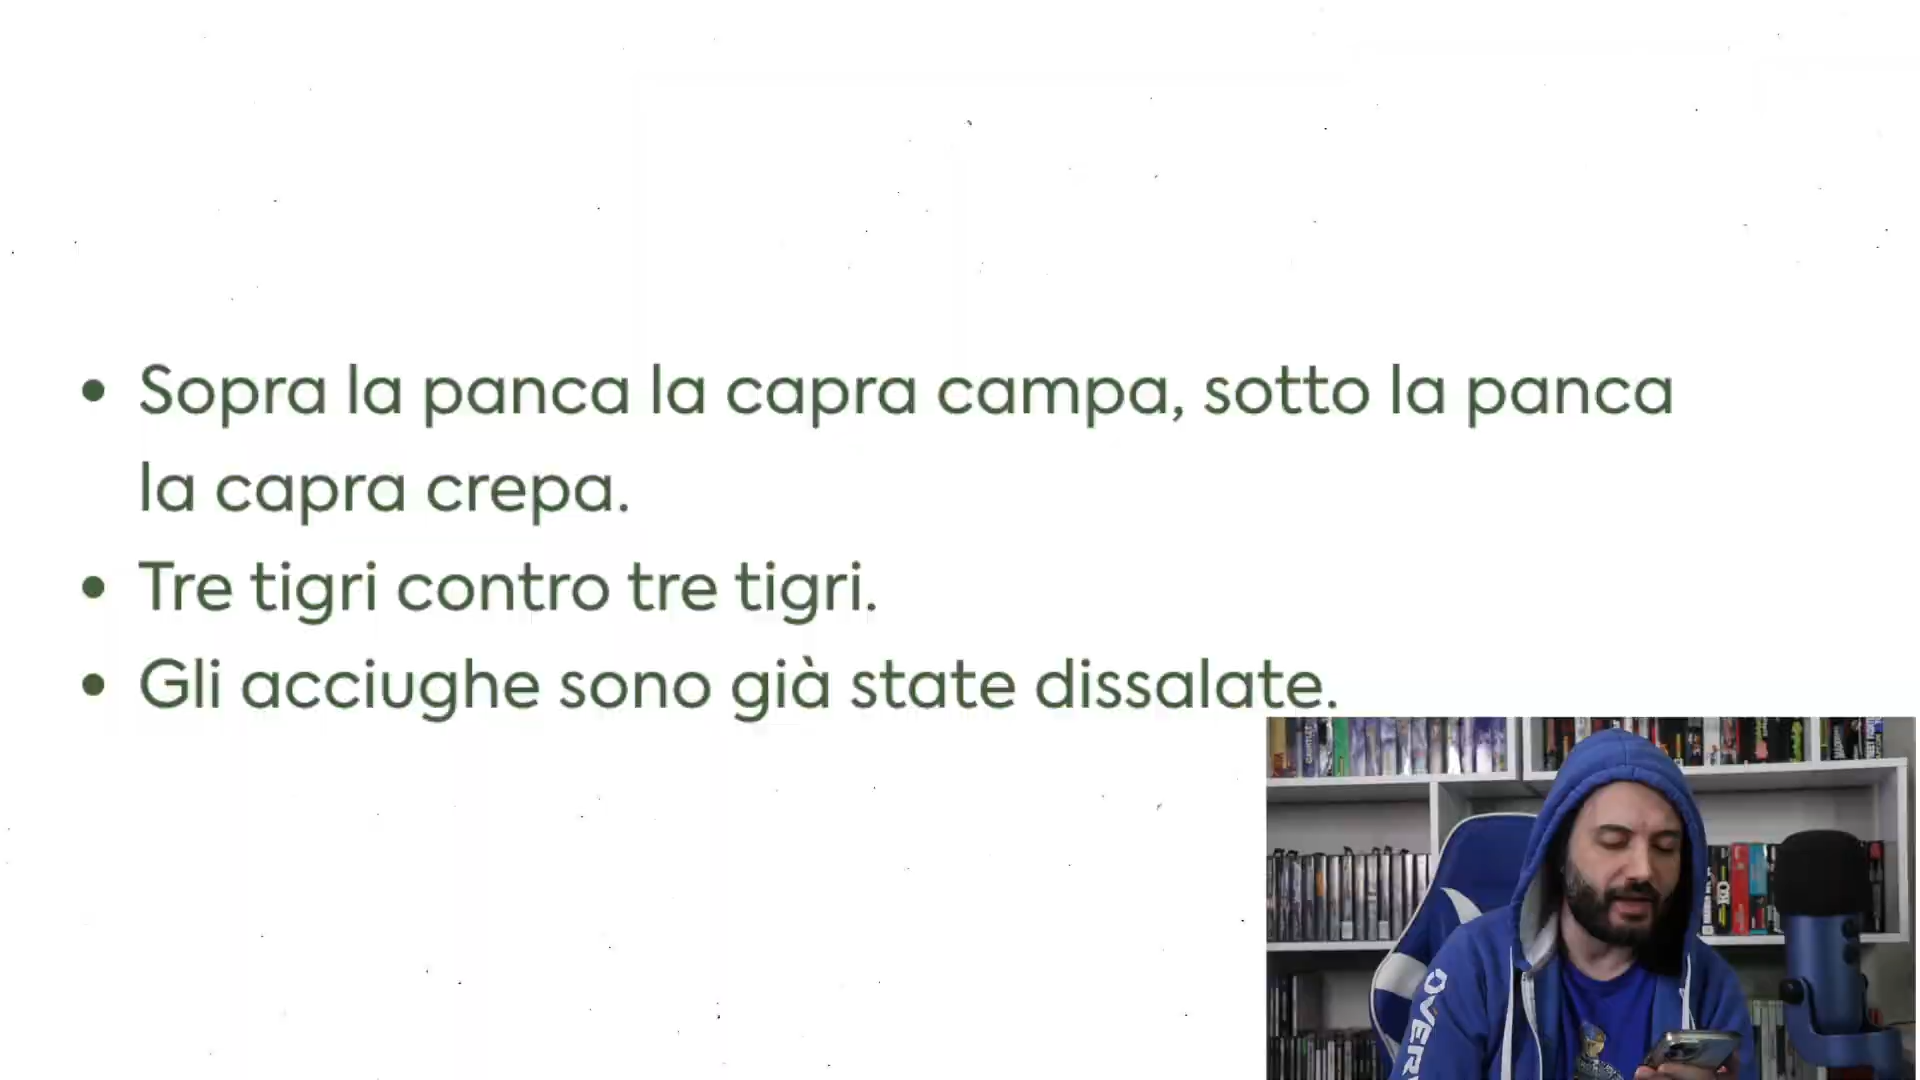 • Sopra la panca la capra campa, sotto la panca
la capra crepa.
• Tre tigri contro tre tigri.
• Gli acciughe sono già state dissalate.
OVER